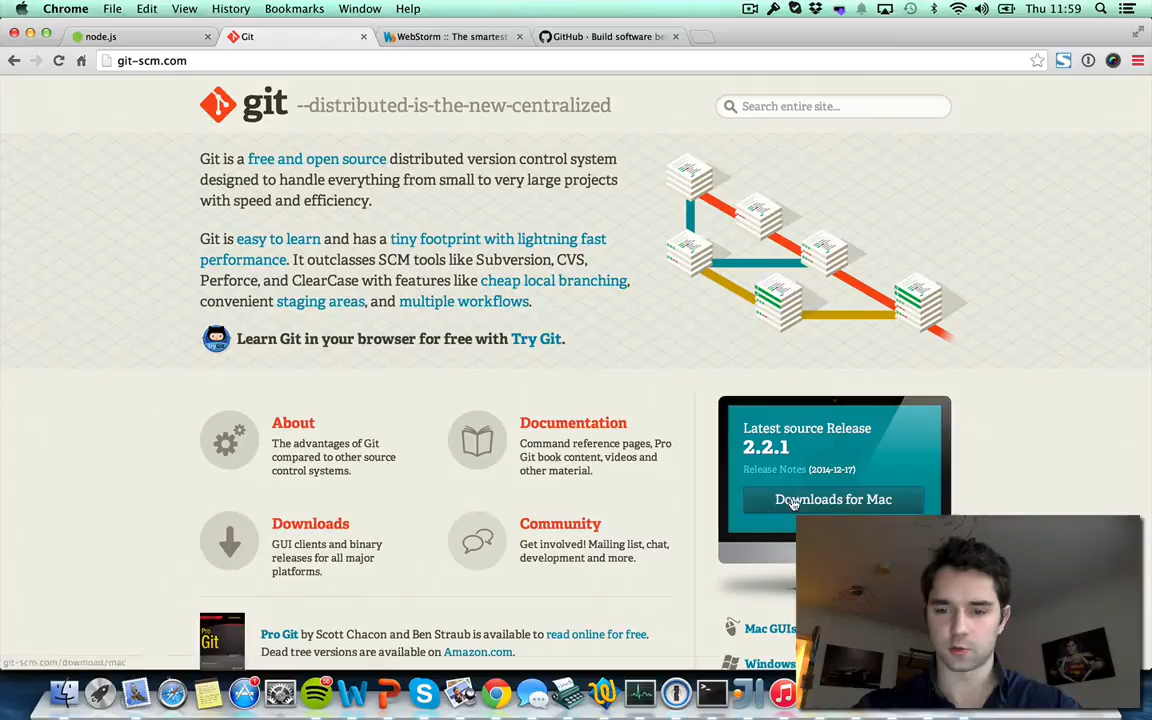 Chrome File Edit View History Bookmarks Window Help Thu 11:59
node.js
Git
WebStorm :: The smartest
GitHub · Build software be
git-scm.com
git --distributed-is-the-new-centralized
Search entire site...
Git is a free and open source distributed version control system
designed to handle everything from small to very large projects
with speed and efficiency.
Git is easy to learn and has a tiny footprint with lightning fast
performance. It outclasses SCM tools like Subversion, CVS,
Perforce, and ClearCase with features like cheap local branching,
convenient staging areas, and multiple workflows.
Learn Git in your browser for free with Try Git.
About
The advantages of Git
compared to other source
control systems.
Documentation
Command reference pages, Pro
Git book content, videos and
other material.
Latest source Release
2.2.1
Release Notes (2014-12-17)
Downloads for Mac
Downloads
GUI clients and binary
releases for all major
platforms.
Community
Get involved! Mailing list, chat,
development and more.
Pro
Git
Pro Git by Scott Chacon and Ben Straub is available to read online for free.
Dead tree versions are available on Amazon.com.
Mac GUIs
Windows
git-scm.com/download/mac